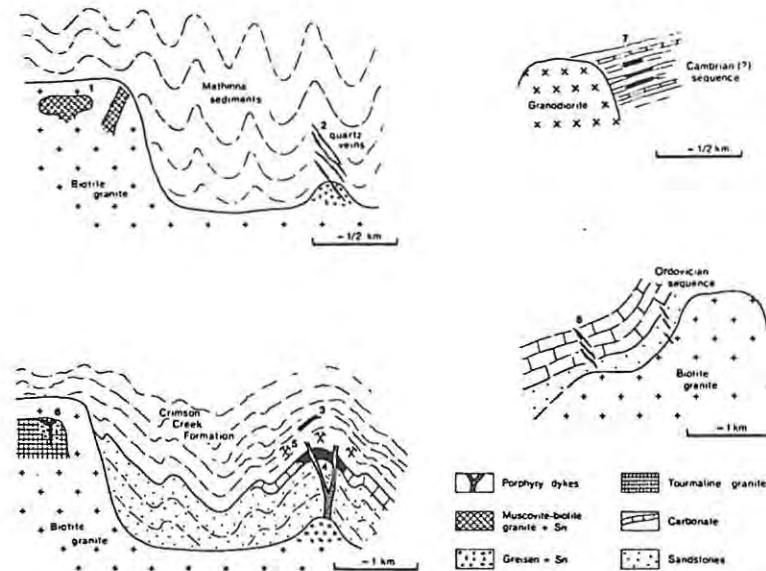 1
Mathinna
sediments
2
quartz
veins
Biotite
granite
~ 1/2 km
7
Cambrian (?)
sequence
Granodiorite
~ 1/2 km
Ordovician
sequence
8
Biotite
granite
~ 1 km
Crimson
Creek
Formation
6
3
5
4
Biotite
granite
~ 1 km
Porphyry dykes
Muscovite-biotite
granite + Sn
Greisen + Sn
Tourmaline granite
Carbonate
Sandstones